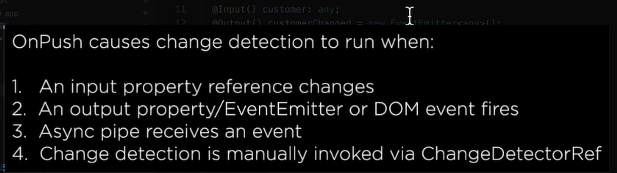 app
11 @Input() customer: any;
12 @Output() customerChanged = new EventEmitter<any>();
OnPush causes change detection to run when:
1. An input property reference changes
2. An output property/EventEmitter or DOM event fires
3. Async pipe receives an event
4. Change detection is manually invoked via ChangeDetectorRef